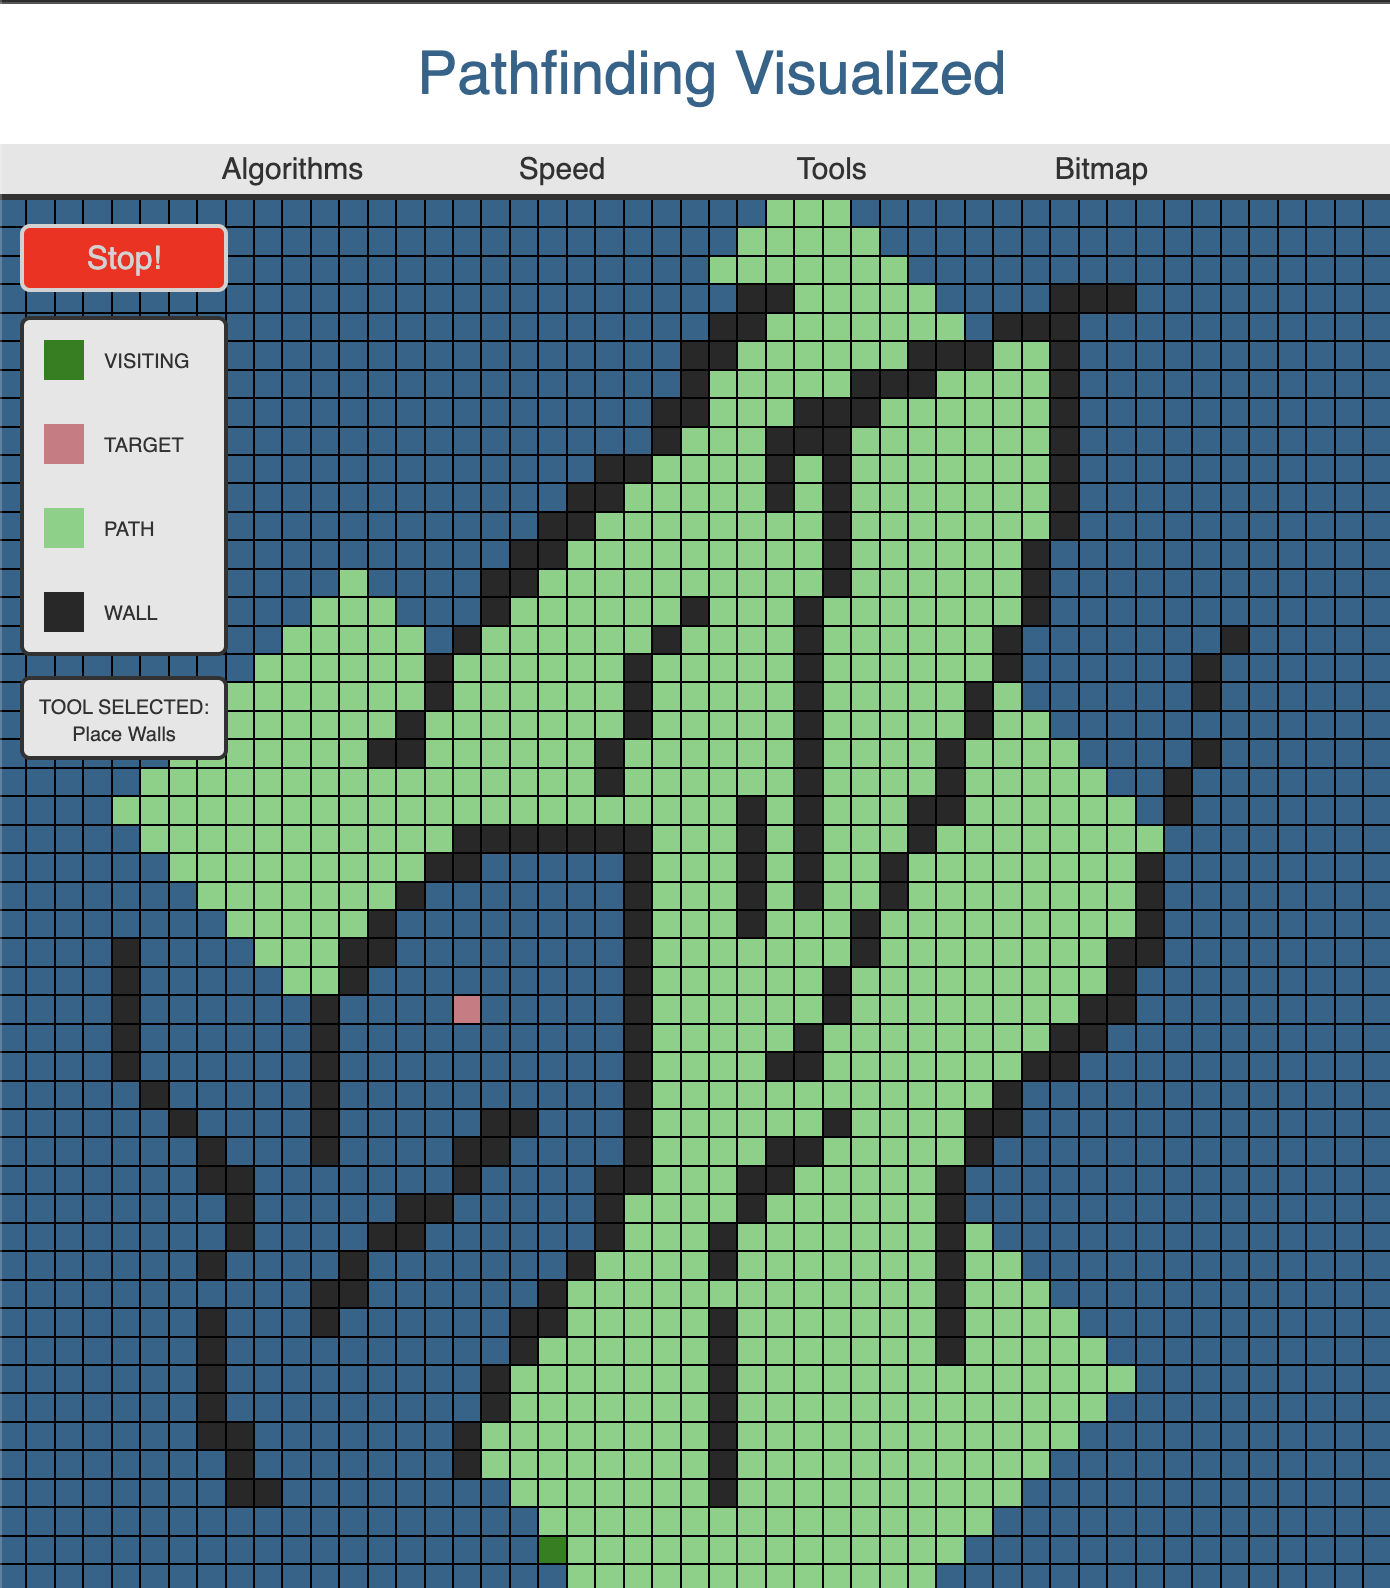 Pathfinding Visualized
Algorithms Speed Tools Bitmap
Stop!
VISITING
TARGET
PATH
WALL
TOOL SELECTED:
Place Walls